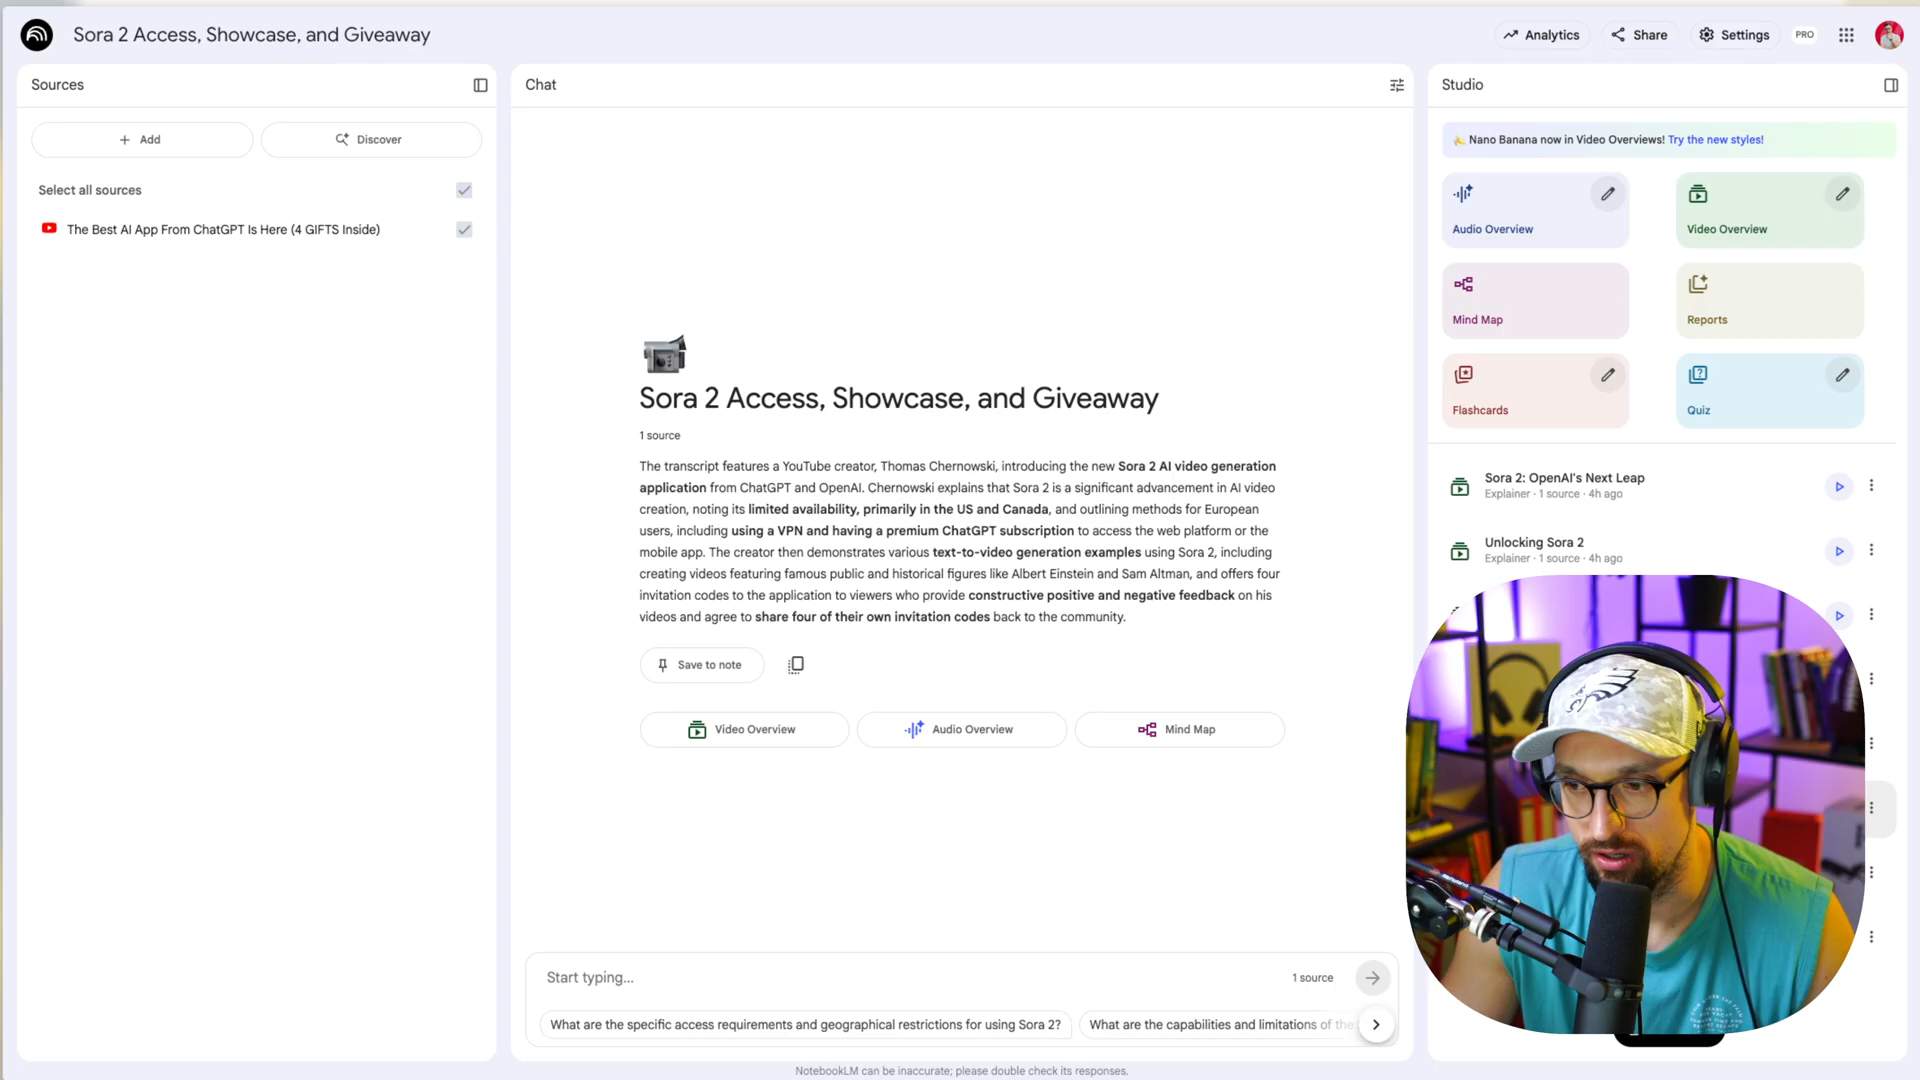 Sora 2 Access, Showcase, and Giveaway
Analytics
Share
Settings
PRO
Sources
Add
Discover
Select all sources
The Best AI App From ChatGPT Is Here (4 GIFTS Inside)
Chat
Sora 2 Access, Showcase, and Giveaway
1 source
The transcript features a YouTube creator, Thomas Chernowski, introducing the new Sora 2 AI video generation
application from ChatGPT and OpenAI. Chernowski explains that Sora 2 is a significant advancement in AI video
creation, noting its limited availability, primarily in the US and Canada, and outlining methods for European
users, including using a VPN and having a premium ChatGPT subscription to access the web platform or the
mobile app. The creator then demonstrates various text-to-video generation examples using Sora 2, including
creating videos featuring famous public and historical figures like Albert Einstein and Sam Altman, and offers four
invitation codes to the application to viewers who provide constructive positive and negative feedback on his
videos and agree to share four of their own invitation codes back to the community.
Save to note
Video Overview
Audio Overview
Mind Map
Start typing...
1 source
What are the specific access requirements and geographical restrictions for using Sora 2?
What are the capabilities and limitations of the
NotebookLM can be inaccurate; please double check its responses.
Studio
Nano Banana now in Video Overviews! Try the new styles!
Audio Overview
Video Overview
Mind Map
Reports
Flashcards
Quiz
Sora 2: OpenAI's Next Leap
Explainer · 1 source · 4h ago
Unlocking Sora 2
Explainer · 1 source · 4h ago